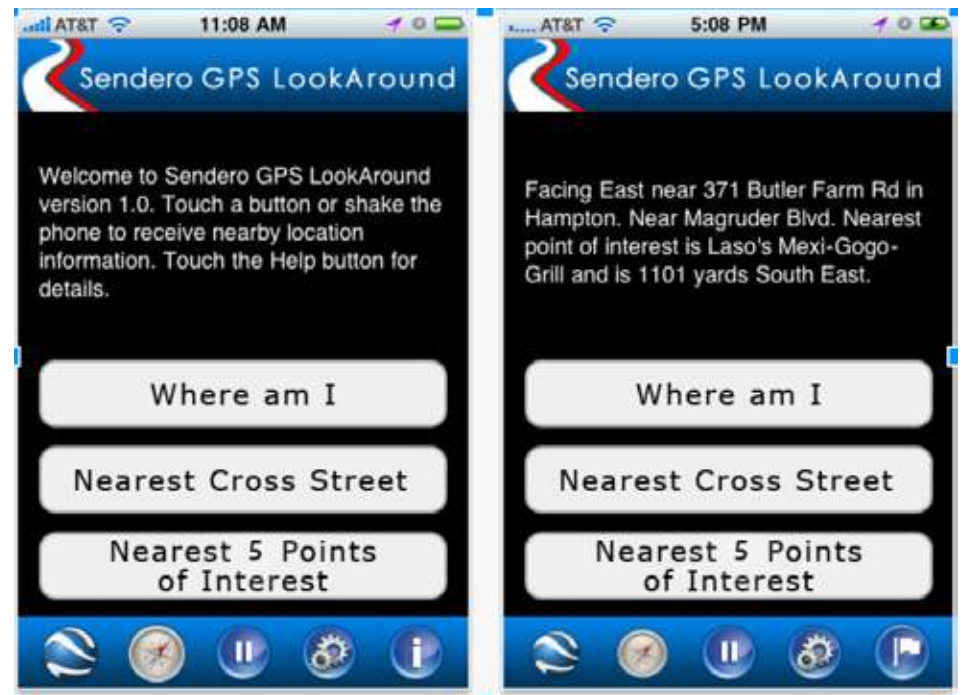 AT&T 11:08 AM
Sendero GPS LookAround
Welcome to Sendero GPS LookAround
version 1.0. Touch a button or shake the
phone to receive nearby location
information. Touch the Help button for
details.
Where am I
Nearest Cross Street
Nearest 5 Points
of Interest
AT&T 5:08 PM
Sendero GPS LookAround
Facing East near 371 Butler Farm Rd in
Hampton. Near Magruder Blvd. Nearest
point of interest is Laso's Mexi-Gogo-
Grill and is 1101 yards South East.
Where am I
Nearest Cross Street
Nearest 5 Points
of Interest